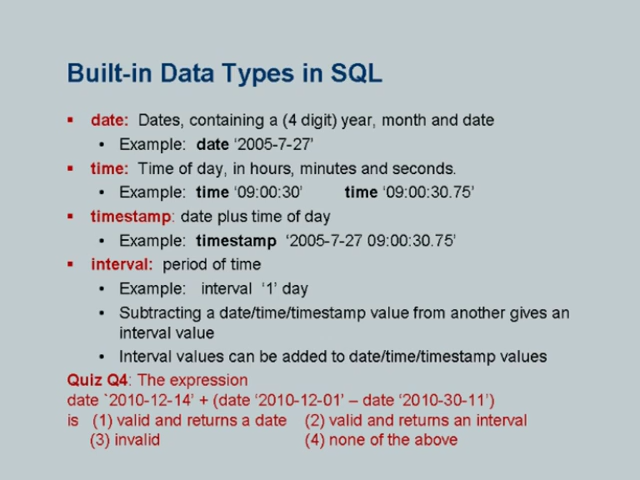 Built-in Data Types in SQL
▪ date: Dates, containing a (4 digit) year, month and date
• Example: date ‘2005-7-27’
▪ time: Time of day, in hours, minutes and seconds.
• Example: time ‘09:00:30’ time ‘09:00:30.75’
▪ timestamp: date plus time of day
• Example: timestamp ‘2005-7-27 09:00:30.75’
▪ interval: period of time
• Example: interval ‘1’ day
• Subtracting a date/time/timestamp value from another gives an
interval value
• Interval values can be added to date/time/timestamp values
Quiz Q4: The expression
date `2010-12-14’ + (date ‘2010-12-01’ – date ‘2010-30-11’)
is (1) valid and returns a date (2) valid and returns an interval
(3) invalid (4) none of the above